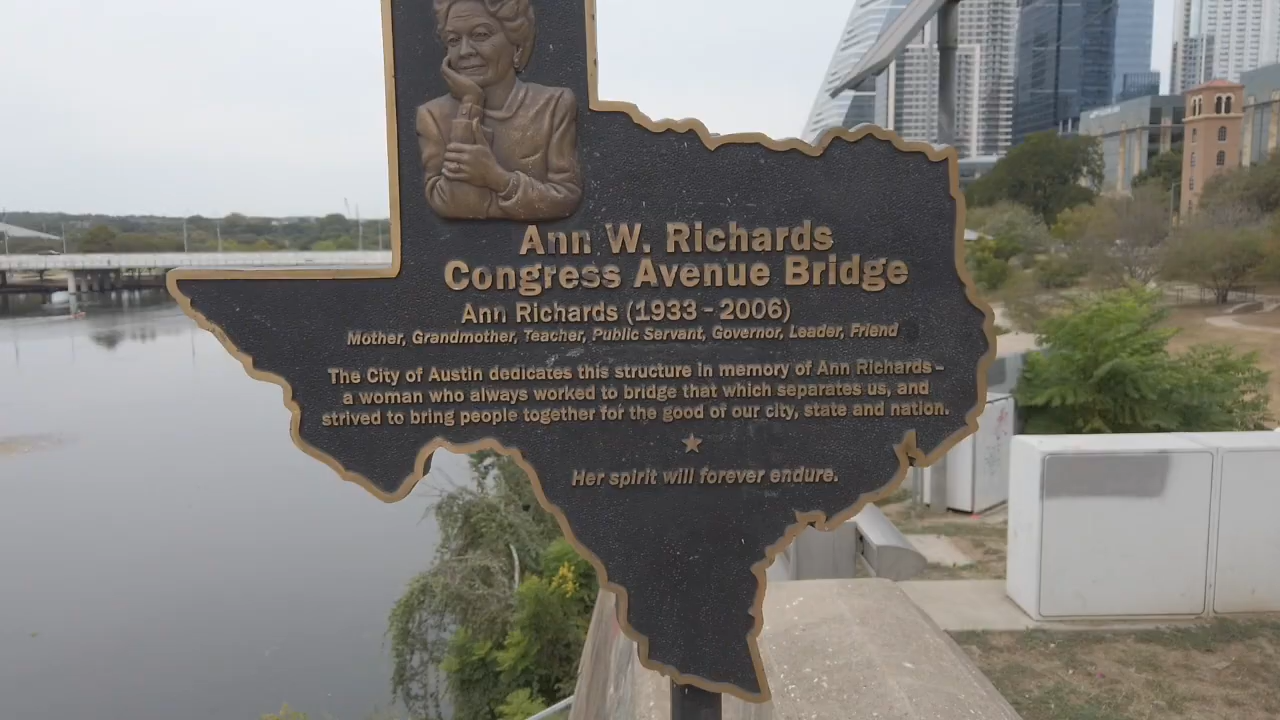 Ann W. Richards
Congress Avenue Bridge
Ann Richards (1933 - 2006)
Mother, Grandmother, Teacher, Public Servant, Governor, Leader, Friend
The City of Austin dedicates this structure in memory of Ann Richards –
a woman who always worked to bridge that which separates us, and
strived to bring people together for the good of our city, state and nation.
Her spirit will forever endure.